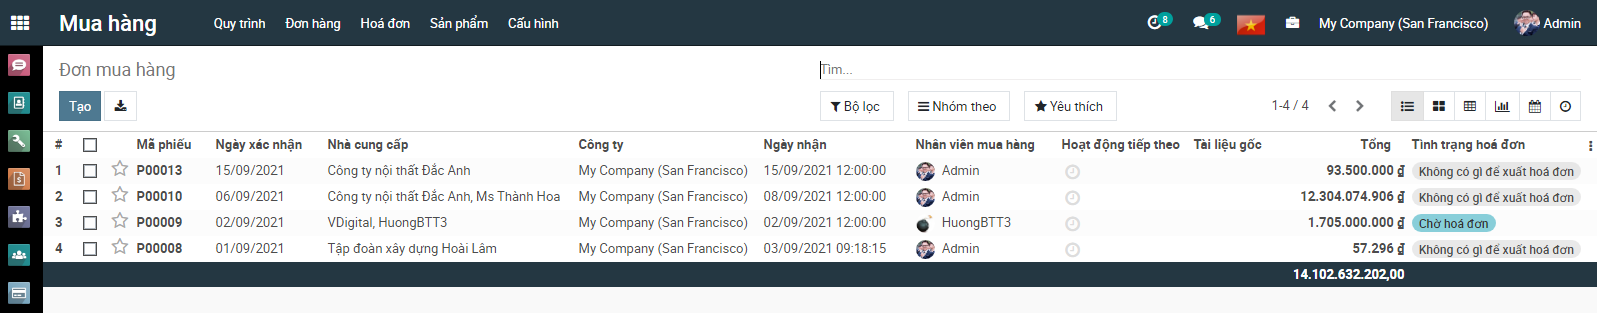 Mua hàng Quy trình Đơn hàng Hoá đơn Sản phẩm Cấu hình 8 6 My Company (San Francisco) Admin
Đơn mua hàng Tìm...
Tạo Bộ lọc Nhóm theo Yêu thích 1-4 / 4
# Mã phiếu Ngày xác nhận Nhà cung cấp Công ty Ngày nhận Nhân viên mua hàng Hoạt động tiếp theo Tài liệu gốc Tổng Tình trạng hoá đơn
1 P00013 15/09/2021 Công ty nội thất Đắc Anh My Company (San Francisco) 15/09/2021 12:00:00 Admin 93.500.000 ₫ Không có gì để xuất hoá đơn
2 P00010 06/09/2021 Công ty nội thất Đắc Anh, Ms Thành Hoa My Company (San Francisco) 08/09/2021 12:00:00 Admin 12.304.074.906 ₫ Không có gì để xuất hoá đơn
3 P00009 02/09/2021 VDigital, HuongBTT3 My Company (San Francisco) 02/09/2021 12:00:00 HuongBTT3 1.705.000.000 ₫ Chờ hoá đơn
4 P00008 01/09/2021 Tập đoàn xây dựng Hoài Lâm My Company (San Francisco) 03/09/2021 09:18:15 Admin 57.296 ₫ Không có gì để xuất hoá đơn
14.102.632.202,00